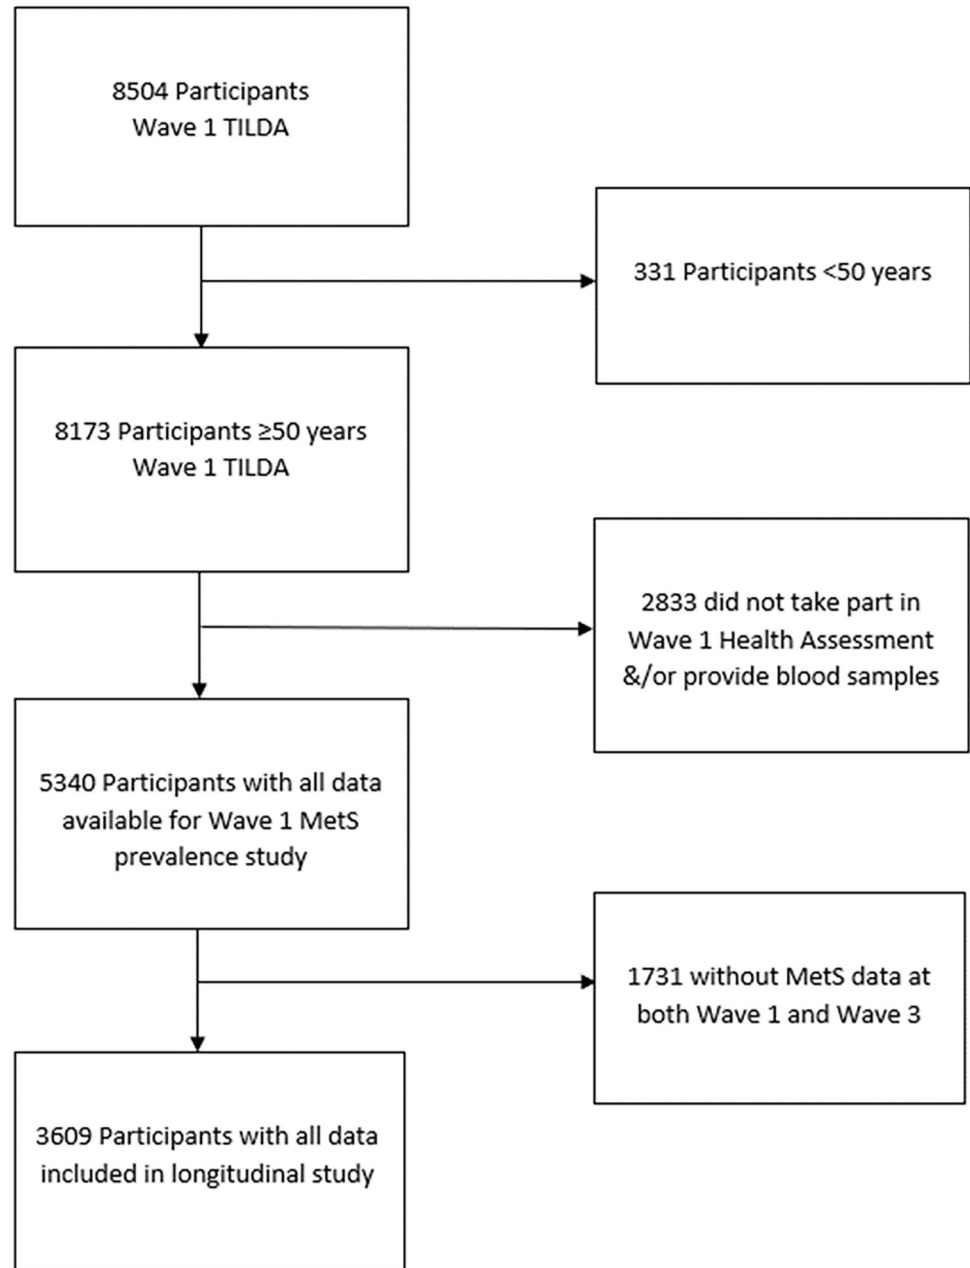 8504 Participants
Wave 1 TILDA
331 Participants <50 years
8173 Participants ≥50 years
Wave 1 TILDA
2833 did not take part in
Wave 1 Health Assessment
&/or provide blood samples
5340 Participants with all data
available for Wave 1 MetS
prevalence study
1731 without MetS data at
both Wave 1 and Wave 3
3609 Participants with all data
included in longitudinal study